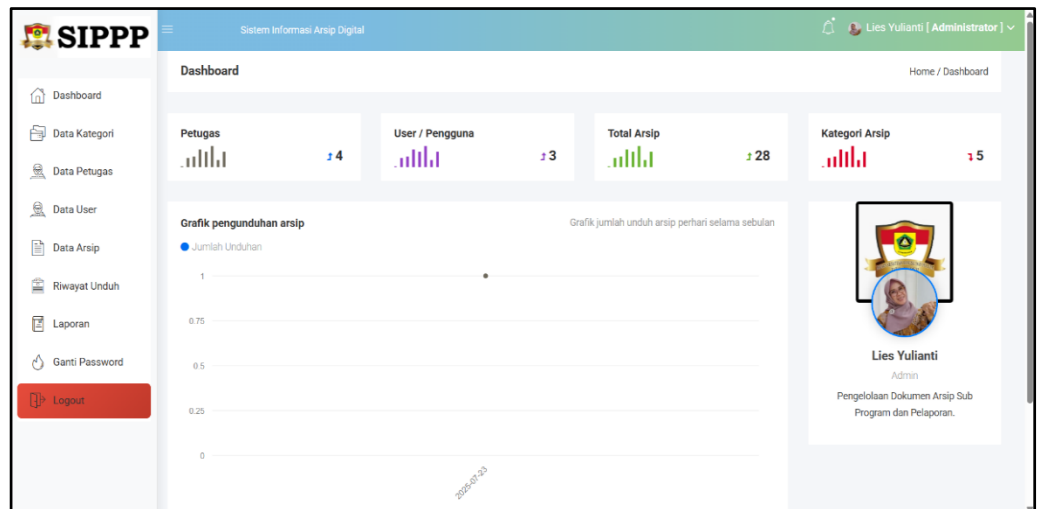 SIPPP
Sistem Informasi Arsip Digital
Lies Yulianti [ Administrator ]
Dashboard
Data Kategori
Data Petugas
Data User
Data Arsip
Riwayat Unduh
Laporan
Ganti Password
Logout
Dashboard
Home / Dashboard
Petugas
4
User / Pengguna
3
Total Arsip
28
Kategori Arsip
5
Grafik pengunduhan arsip
Grafik jumlah unduh arsip perhari selama sebulan
Jumlah Unduhan
1
0.75
0.5
0.25
0
2025-07-23
Lies Yulianti
Admin
Pengelolaan Dokumen Arsip Sub
Program dan Pelaporan.